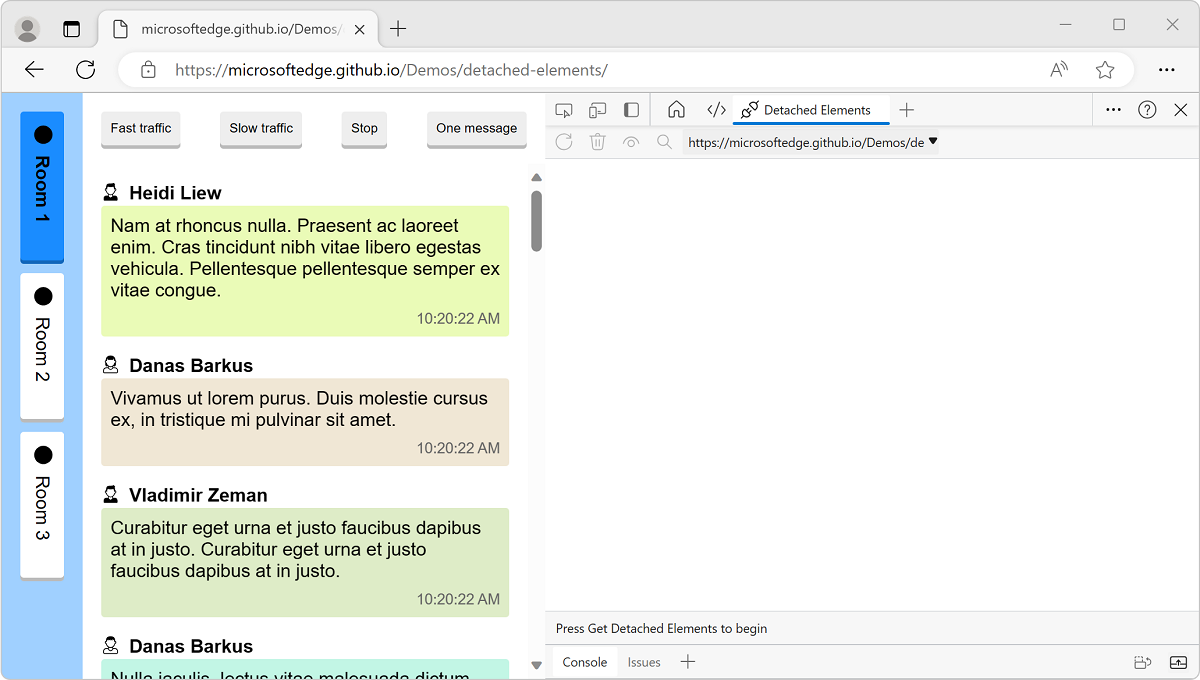 microsoftedge.github.io/Demos/
https://microsoftedge.github.io/Demos/detached-elements/
Room 1
Room 2
Room 3
Fast traffic
Slow traffic
Stop
One message
Heidi Liew
Nam at rhoncus nulla. Praesent ac laoreet
enim. Cras tincidunt nibh vitae libero egestas
vehicula. Pellentesque pellentesque semper ex
vitae congue.
10:20:22 AM
Danas Barkus
Vivamus ut lorem purus. Duis molestie cursus
ex, in tristique mi pulvinar sit amet.
10:20:22 AM
Vladimir Zeman
Curabitur eget urna et justo faucibus dapibus
at in justo. Curabitur eget urna et justo
faucibus dapibus at in justo.
10:20:22 AM
Danas Barkus
Nulla iaculis, lectus vitae malesuada dictum
Detached Elements
https://microsoftedge.github.io/Demos/de
Press Get Detached Elements to begin
Console
Issues